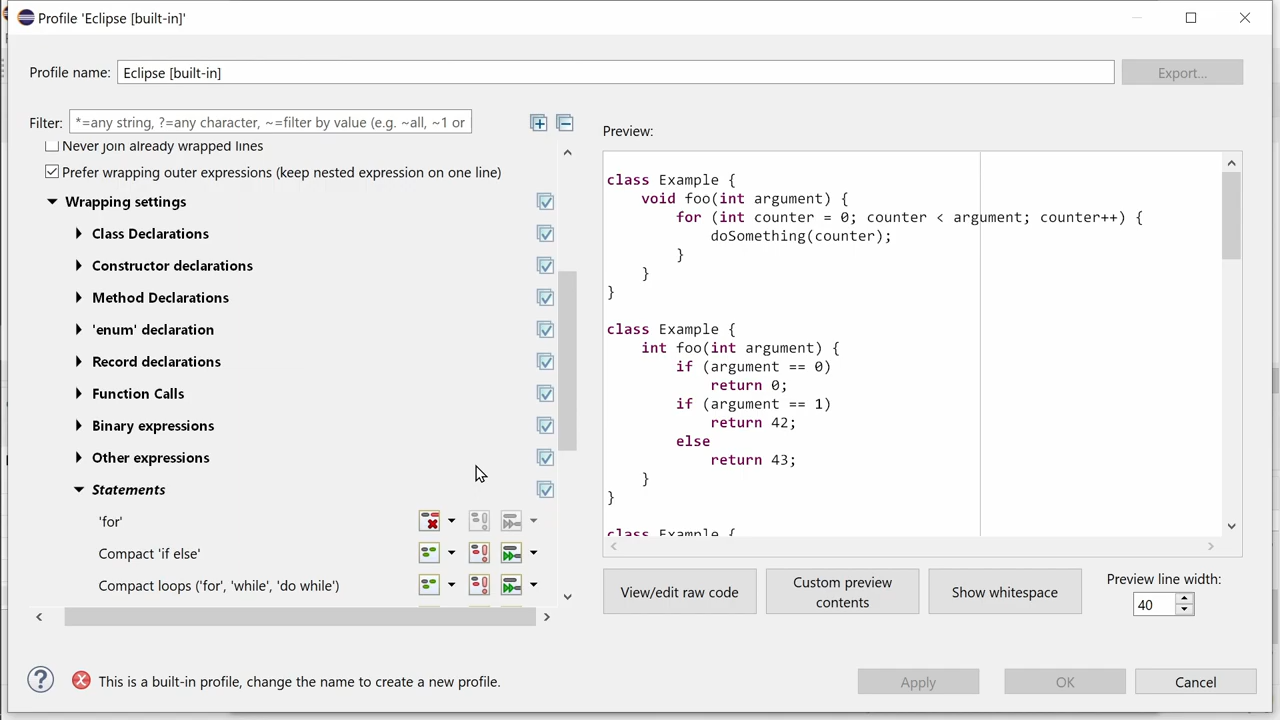 Profile 'Eclipse [built-in]'
Profile name: Eclipse [built-in] Export...
Filter: *=any string, ?=any character, ~=filter by value (e.g. ~all, ~1 or
Never join already wrapped lines
Prefer wrapping outer expressions (keep nested expression on one line)
Wrapping settings
Class Declarations
Constructor declarations
Method Declarations
'enum' declaration
Record declarations
Function Calls
Binary expressions
Other expressions
Statements
'for'
Compact 'if else'
Compact loops ('for', 'while', 'do while')
Preview:
class Example {
    void foo(int argument) {
        for (int counter = 0; counter < argument; counter++) {
            doSomething(counter);
        }
    }
}
class Example {
    int foo(int argument) {
        if (argument == 0)
            return 0;
        if (argument == 1)
            return 42;
        else
            return 43;
    }
}
class Example {
View/edit raw code
Custom preview
contents
Show whitespace
Preview line width:
40
This is a built-in profile, change the name to create a new profile.
Apply OK Cancel